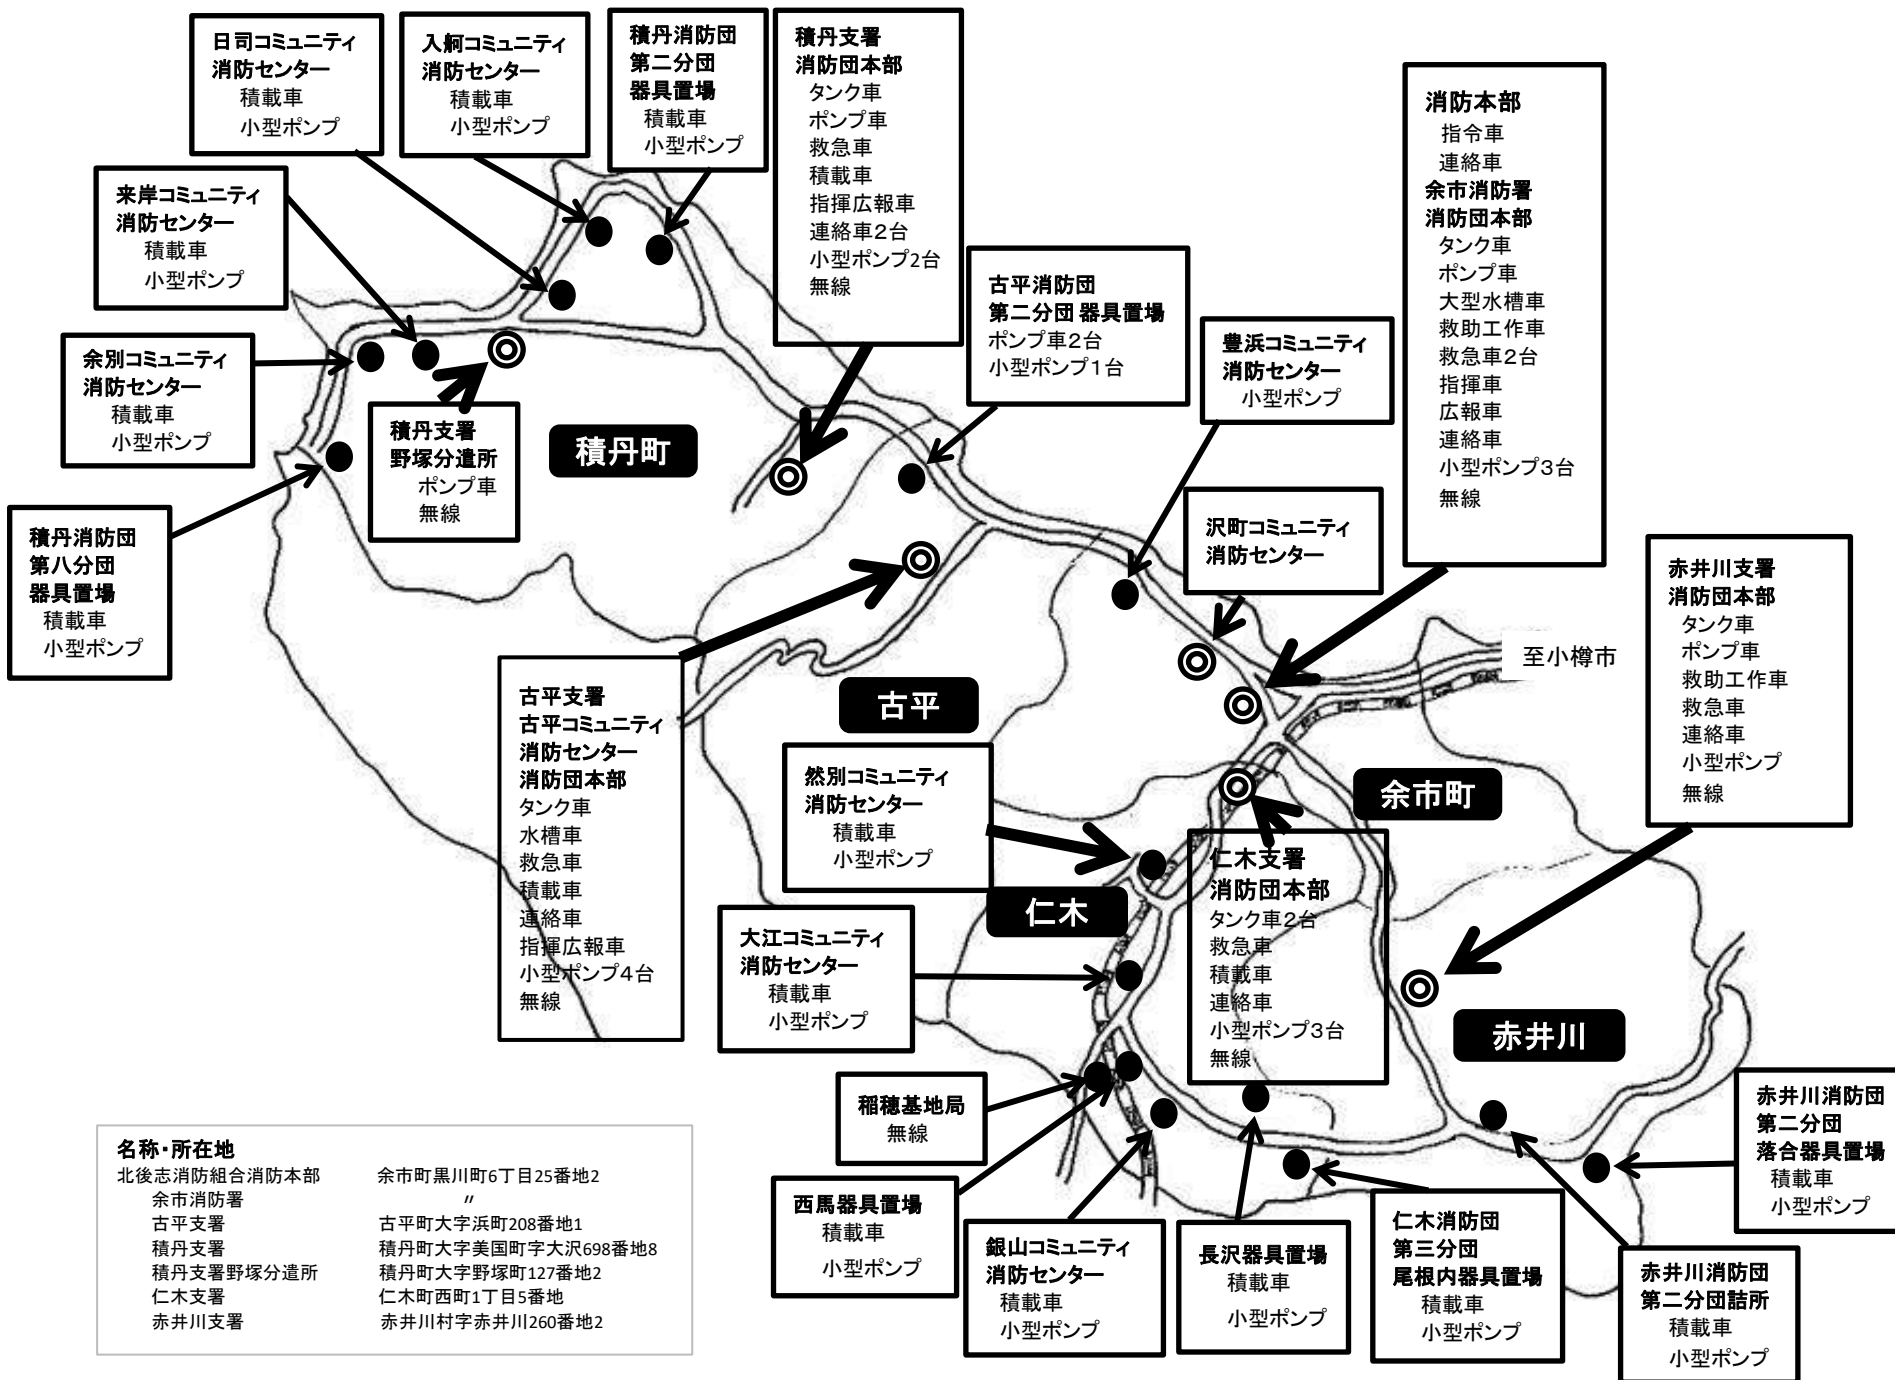 日司コミュニティ
消防センター
積載車
小型ポンプ
入舸コミュニティ
消防センター
積載車
小型ポンプ
積丹消防団
第二分団
器具置場
積載車
小型ポンプ
積丹支署
消防団本部
タンク車
ポンプ車
救急車
積載車
指揮広報車
連絡車2台
小型ポンプ2台
無線
消防本部
指令車
連絡車
余市消防署
消防団本部
タンク車
ポンプ車
大型水槽車
救助工作車
救急車2台
指揮車
広報車
連絡車
小型ポンプ3台
無線
来岸コミュニティ
消防センター
積載車
小型ポンプ
古平消防団
第二分団 器具置場
ポンプ車2台
小型ポンプ1台
豊浜コミュニティ
消防センター
小型ポンプ
余別コミュニティ
消防センター
積載車
小型ポンプ
積丹支署
野塚分遣所
ポンプ車
無線
積丹町
沢町コミュニティ
消防センター
積丹消防団
第八分団
器具置場
積載車
小型ポンプ
赤井川支署
消防団本部
タンク車
ポンプ車
救助工作車
救急車
連絡車
小型ポンプ
無線
至小樽市
古平支署
古平コミュニティ
消防センター
消防団本部
タンク車
水槽車
救急車
積載車
連絡車
指揮広報車
小型ポンプ4台
無線
古平
然別コミュニティ
消防センター
積載車
小型ポンプ
余市町
仁木支署
消防団本部
タンク車2台
救急車
積載車
連絡車
小型ポンプ3台
無線
仁木
大江コミュニティ
消防センター
積載車
小型ポンプ
赤井川
稲穂基地局
無線
西馬器具置場
積載車
小型ポンプ
銀山コミュニティ
消防センター
積載車
小型ポンプ
長沢器具置場
積載車
小型ポンプ
仁木消防団
第三分団
尾根内器具置場
積載車
小型ポンプ
赤井川消防団
第二分団詰所
積載車
小型ポンプ
赤井川消防団
第二分団
落合器具置場
積載車
小型ポンプ
名称・所在地
北後志消防組合消防本部 余市町黒川町6丁目25番地2
余市消防署 〃
古平支署 古平町大字浜町208番地1
積丹支署 積丹町大字美国町字大沢698番地8
積丹支署野塚分遣所 積丹町大字野塚町127番地2
仁木支署 仁木町西町1丁目5番地
赤井川支署 赤井川村字赤井川260番地2